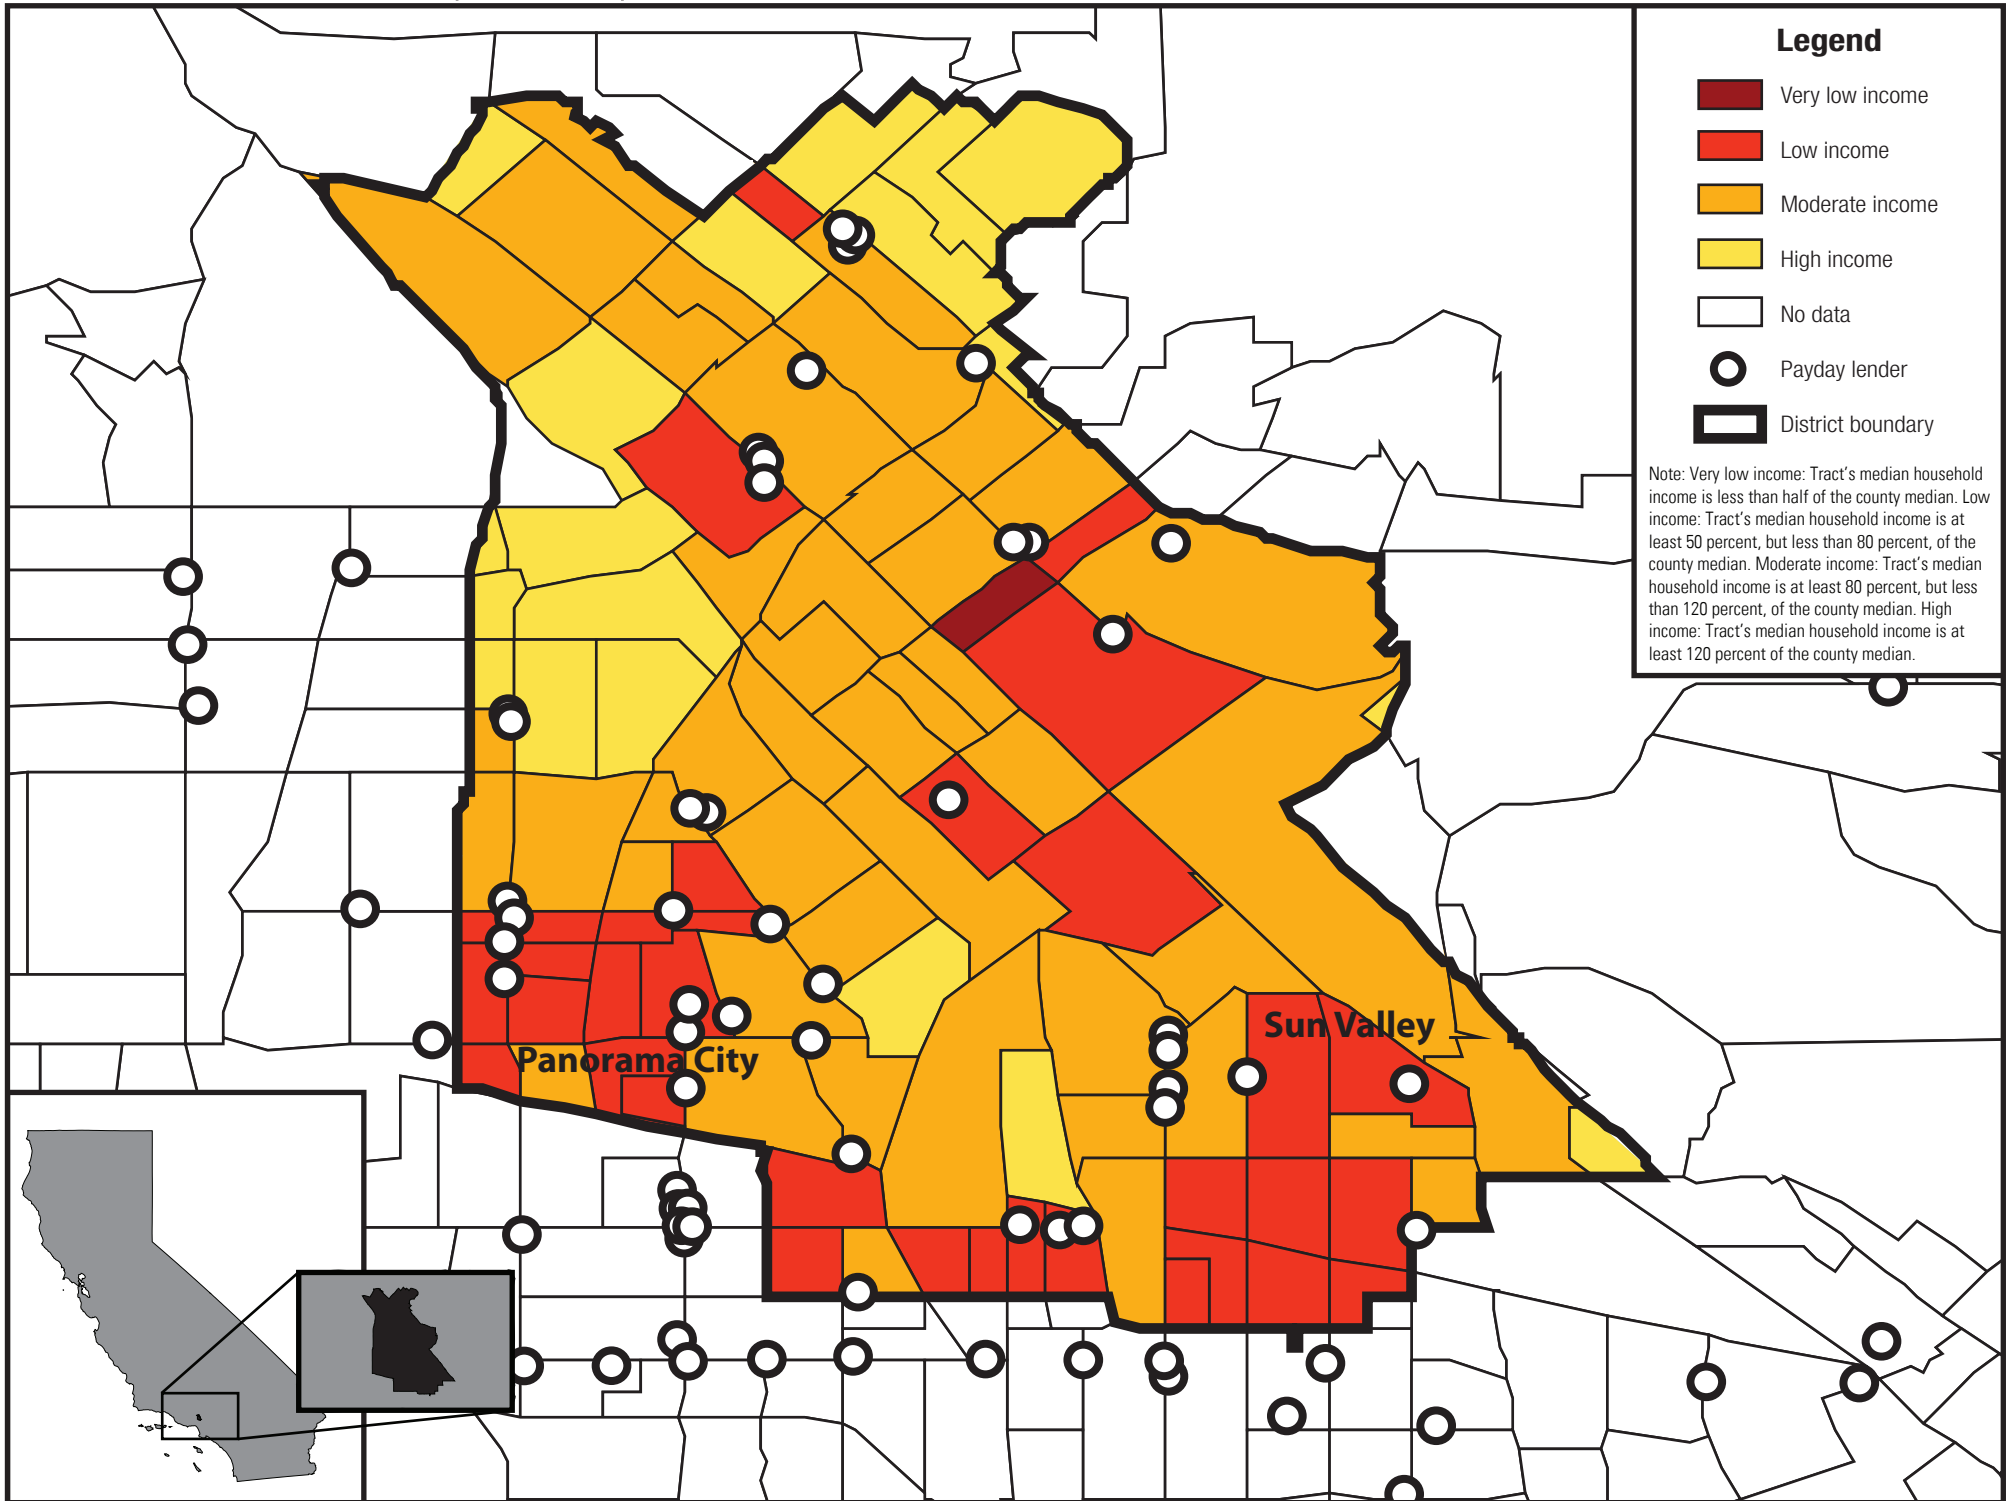 Legend
Very low income
Low income
Moderate income
High income
No data
Payday lender
District boundary
Note: Very low income: Tract's median household
income is less than half of the county median. Low
income: Tract's median household income is at
least 50 percent, but less than 80 percent, of the
county median. Moderate income: Tract's median
household income is at least 80 percent, but less
than 120 percent, of the county median. High
income: Tract's median household income is at
least 120 percent of the county median.
Sun Valley
Panorama City